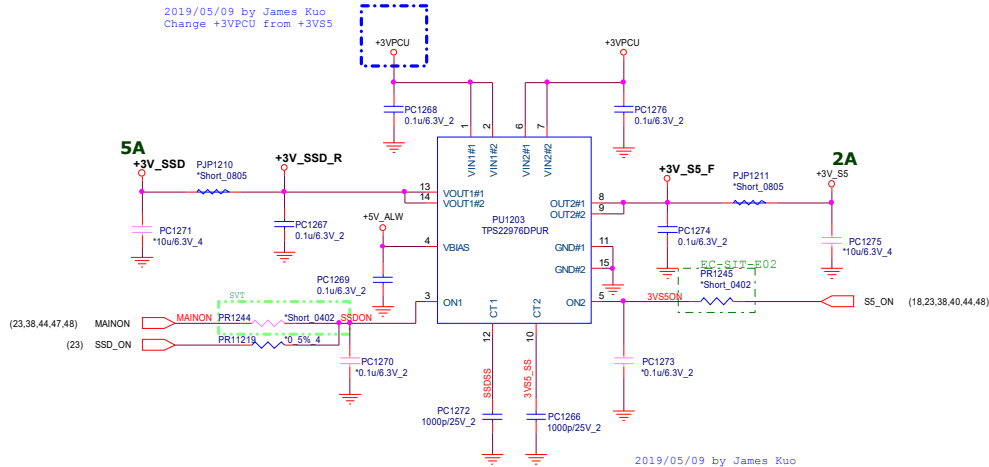 2019/05/09 by James Kuo
Change +3VPCU from +3VS5
+3VPCU
+3VPCU
PC1268
0.1u/6.3V_2
PC1276
0.1u/6.3V_2
1
2
6
7
VIN1#1
VIN1#2
VIN2#1
VIN2#2
5A
+3V_SSD
PJP1210
*Short_0805
+3V_SSD_R
13
14
VOUT1#1
VOUT1#2
PC1271
*10u/6.3V_4
PC1267
0.1u/6.3V_2
+5V_ALW
4
VBIAS
PU1203
TPS22976DPUR
OUT2#1
OUT2#2
8
9
+3V_S5_F
PJP1211
*Short_0805
2A
+3V_S5
PC1274
0.1u/6.3V_2
PC1275
*10u/6.3V_4
GND#1
GND#2
11
15
PC1269
0.1u/6.3V_2
EC-SIT-E02
PR1245
*Short_0402
3
ON1
CT1
CT2
ON2
5
3VS5ON
S5_ON
(18,23,38,40,44,48)
SVT
(23,38,44,47,48)
MAINON
MAINON
PR1244
*Short_0402
SSDON
(23)
SSD_ON
PR11219
*0_5%_4
12
10
PC1270
*0.1u/6.3V_2
SSDSS
3VS5_SS
PC1273
*0.1u/6.3V_2
PC1272
1000p/25V_2
PC1266
1000p/25V_2
2019/05/09 by James Kuo